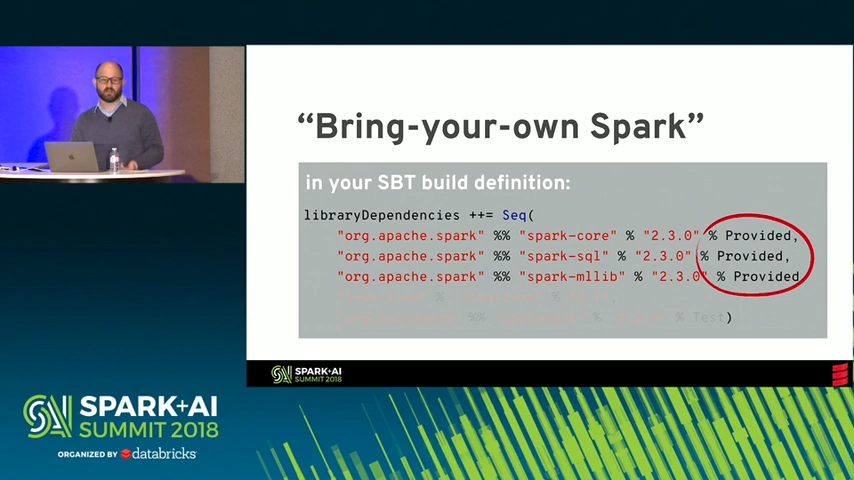 “Bring-your-own Spark”
in your SBT build definition:
libraryDependencies ++= Seq(
"org.apache.spark" %% "spark-core" % "2.3.0" % Provided,
"org.apache.spark" %% "spark-sql" % "2.3.0" % Provided,
"org.apache.spark" %% "spark-mllib" % "2.3.0" % Provided
% % ,
%% % % Test)
SPARK+AI
SUMMIT 2018
SPARK+AI
SUMMIT 2018
ORGANIZED BY databricks